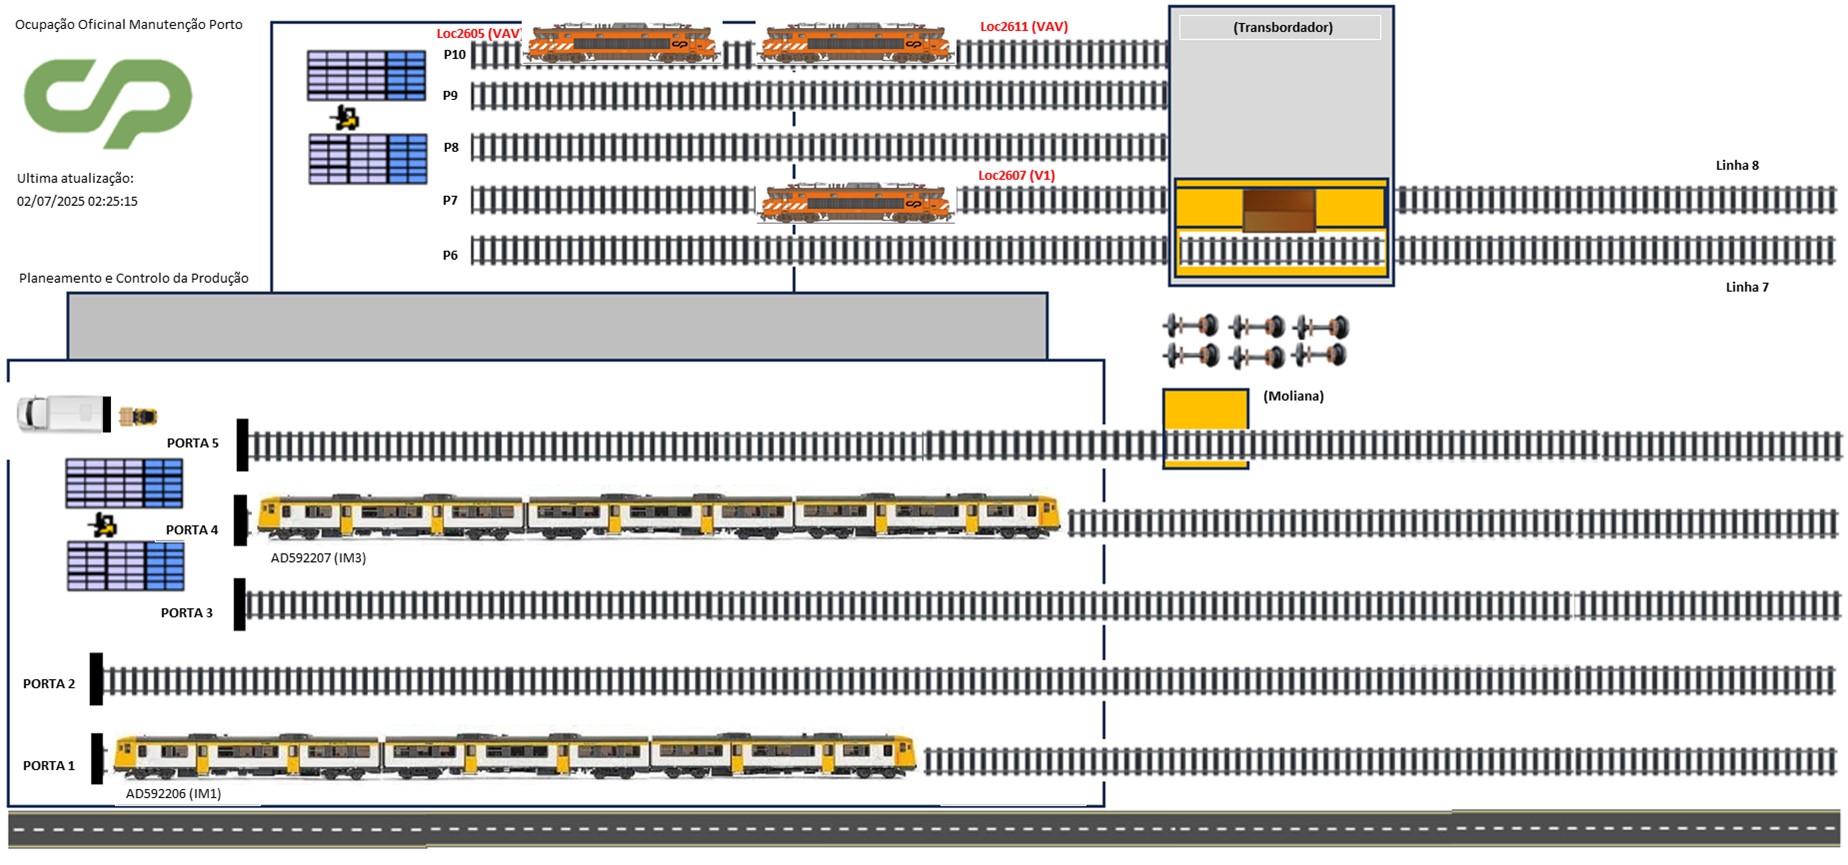 Ocupação Oficinal Manutenção Porto
Loc2605 (VAV)
Loc2611 (VAV)
(Transbordador)
P10
P9
P8
Ultima atualização:
02/07/2025 02:25:15
Loc2607 (V1)
Linha 8
P7
P6
Planeamento e Controlo da Produção
Linha 7
(Moliana)
PORTA 5
PORTA 4
AD592207 (IM3)
PORTA 3
PORTA 2
PORTA 1
AD592206 (IM1)